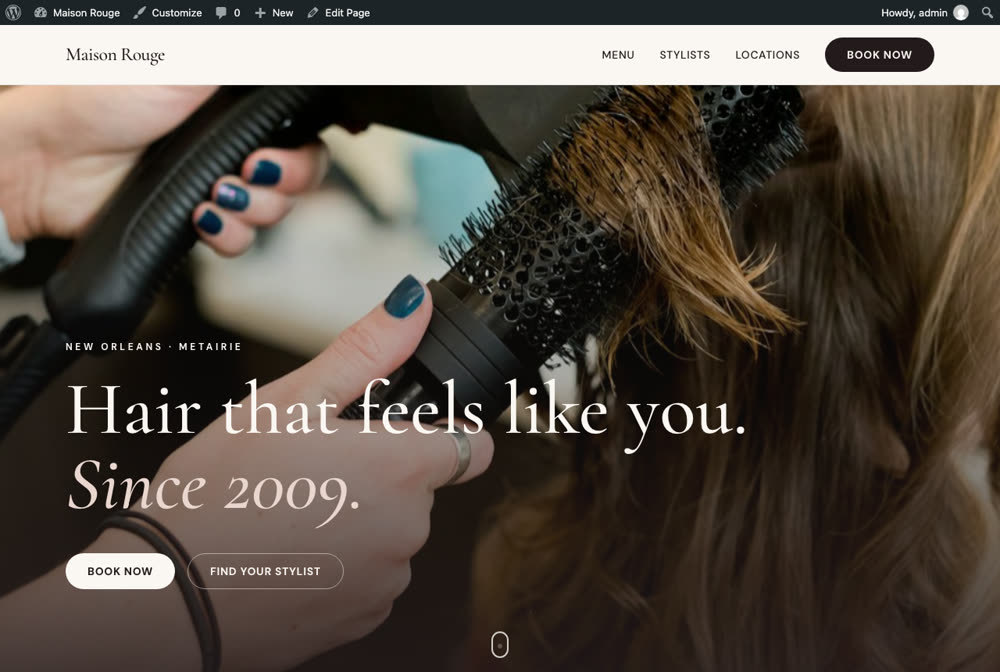 Maison Rouge
Customize
0
New
Edit Page
Howdy, admin
Maison Rouge
MENU
STYLISTS
LOCATIONS
BOOK NOW
NEW ORLEANS · METAIRIE
Hair that feels like you.
Since 2009.
BOOK NOW
FIND YOUR STYLIST